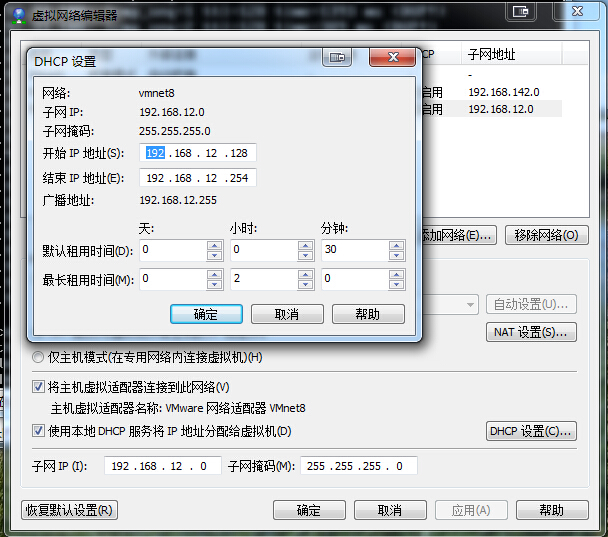 虚拟网络编辑器
DHCP 设置
网络: vmnet8
子网 IP: 192.168.12.0
子网掩码: 255.255.255.0
开始 IP 地址(S): 192 .168 . 12 .128
结束 IP 地址(E): 192 .168 . 12 .254
广播地址: 192.168.12.255
天: 小时: 分钟:
默认租用时间(D): 0 0 30
最长租用时间(M): 0 2 0
确定 取消 帮助
CP 子网地址
-
启用 192.168.142.0
启用 192.168.12.0
添加网络(E)... 移除网络(O)
自动设置(U)...
NAT 设置(S)...
仅主机模式(在专用网络内连接虚拟机)(H)
将主机虚拟适配器连接到此网络(V)
主机虚拟适配器名称: VMware 网络适配器 VMnet8
使用本地 DHCP 服务将 IP 地址分配给虚拟机(D) DHCP 设置(C)...
子网 IP (I): 192 .168 . 12 . 0 子网掩码(M): 255 .255 .255 . 0
恢复默认设置(R) 确定 取消 应用(A) 帮助